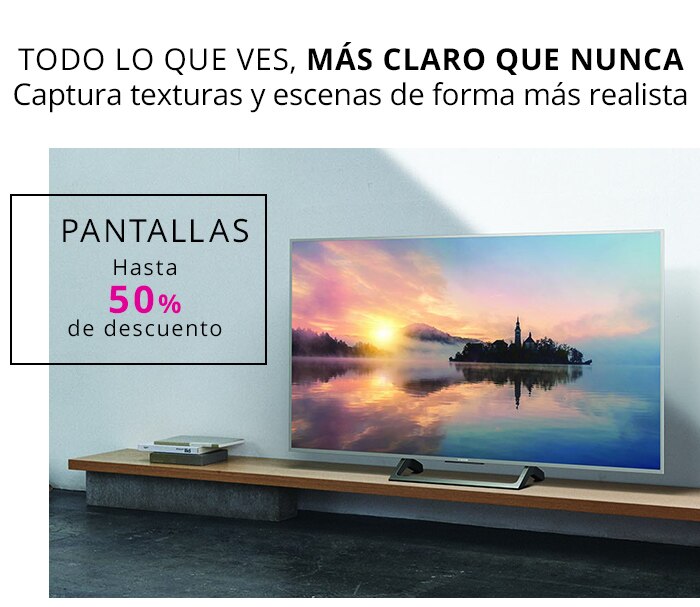 TODO LO QUE VES, MÁS CLARO QUE NUNCA
Captura texturas y escenas de forma más realista
PANTALLAS
Hasta
50%
de descuento